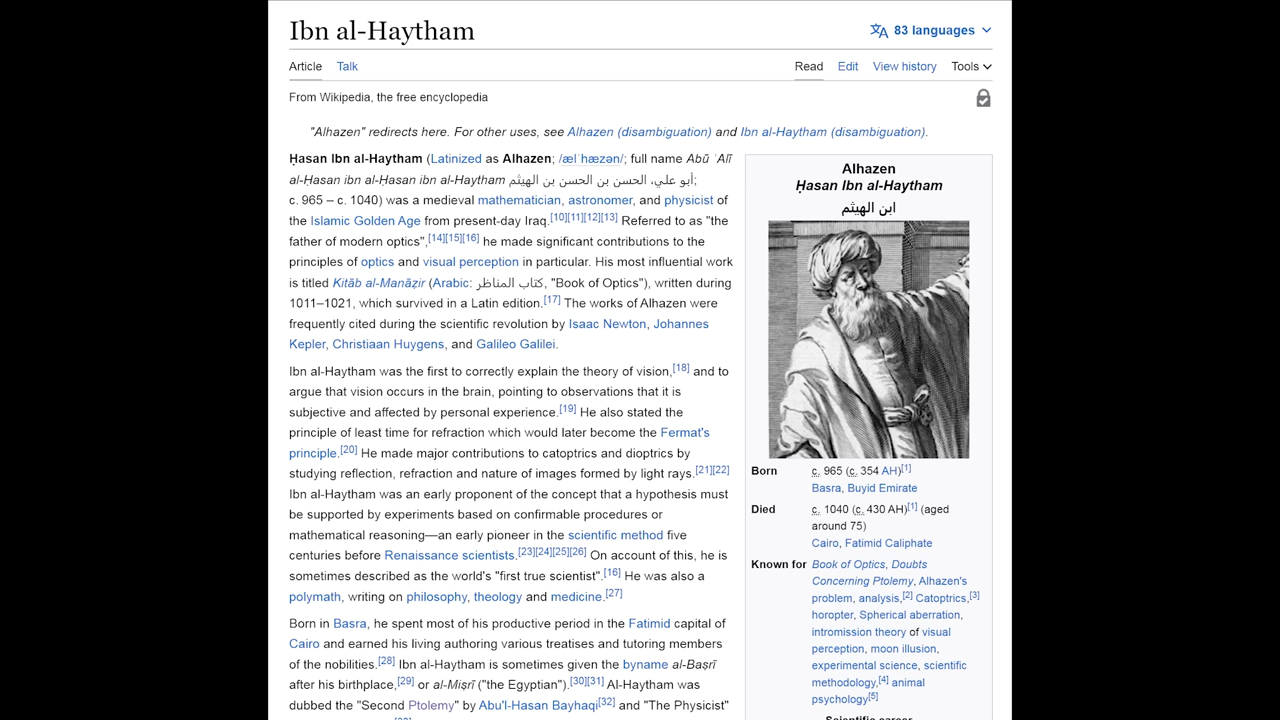 Ibn al-Haytham
83 languages
Article Talk
Read Edit View history Tools
From Wikipedia, the free encyclopedia
"Alhazen" redirects here. For other uses, see Alhazen (disambiguation) and Ibn al-Haytham (disambiguation).
Ḥasan Ibn al-Haytham (Latinized as Alhazen; /ælˈhæzən/; full name Abū ʿAlī
al-Ḥasan ibn al-Ḥasan ibn al-Haytham أبو علي، الحسن بن الحسن بن الهيثم;
c. 965 – c. 1040) was a medieval mathematician, astronomer, and physicist of
the Islamic Golden Age from present-day Iraq.[10][11][12][13] Referred to as "the
father of modern optics",[14][15][16] he made significant contributions to the
principles of optics and visual perception in particular. His most influential work
is titled Kitāb al-Manāẓir (Arabic: كتاب المناظر, "Book of Optics"), written during
1011–1021, which survived in a Latin edition.[17] The works of Alhazen were
frequently cited during the scientific revolution by Isaac Newton, Johannes
Kepler, Christiaan Huygens, and Galileo Galilei.
Ibn al-Haytham was the first to correctly explain the theory of vision,[18] and to
argue that vision occurs in the brain, pointing to observations that it is
subjective and affected by personal experience.[19] He also stated the
principle of least time for refraction which would later become the Fermat's
principle.[20] He made major contributions to catoptrics and dioptrics by
studying reflection, refraction and nature of images formed by light rays.[21][22]
Ibn al-Haytham was an early proponent of the concept that a hypothesis must
be supported by experiments based on confirmable procedures or
mathematical reasoning—an early pioneer in the scientific method five
centuries before Renaissance scientists.[23][24][25][26] On account of this, he is
sometimes described as the world's "first true scientist".[16] He was also a
polymath, writing on philosophy, theology and medicine.[27]
Born in Basra, he spent most of his productive period in the Fatimid capital of
Cairo and earned his living authoring various treatises and tutoring members
of the nobilities.[28] Ibn al-Haytham is sometimes given the byname al-Baṣrī
after his birthplace,[29] or al-Miṣrī ("the Egyptian").[30][31] Al-Haytham was
dubbed the "Second Ptolemy" by Abu'l-Hasan Bayhaqi[32] and "The Physicist"
Alhazen
Ḥasan Ibn al-Haytham
ابن الهيثم
Born c. 965 (c. 354 AH)[1]
Basra, Buyid Emirate
Died c. 1040 (c. 430 AH)[1] (aged
around 75)
Cairo, Fatimid Caliphate
Known for Book of Optics, Doubts
Concerning Ptolemy, Alhazen's
problem, analysis,[2] Catoptrics,[3]
horopter, Spherical aberration,
intromission theory of visual
perception, moon illusion,
experimental science, scientific
methodology,[4] animal
psychology[5]
Scientific career